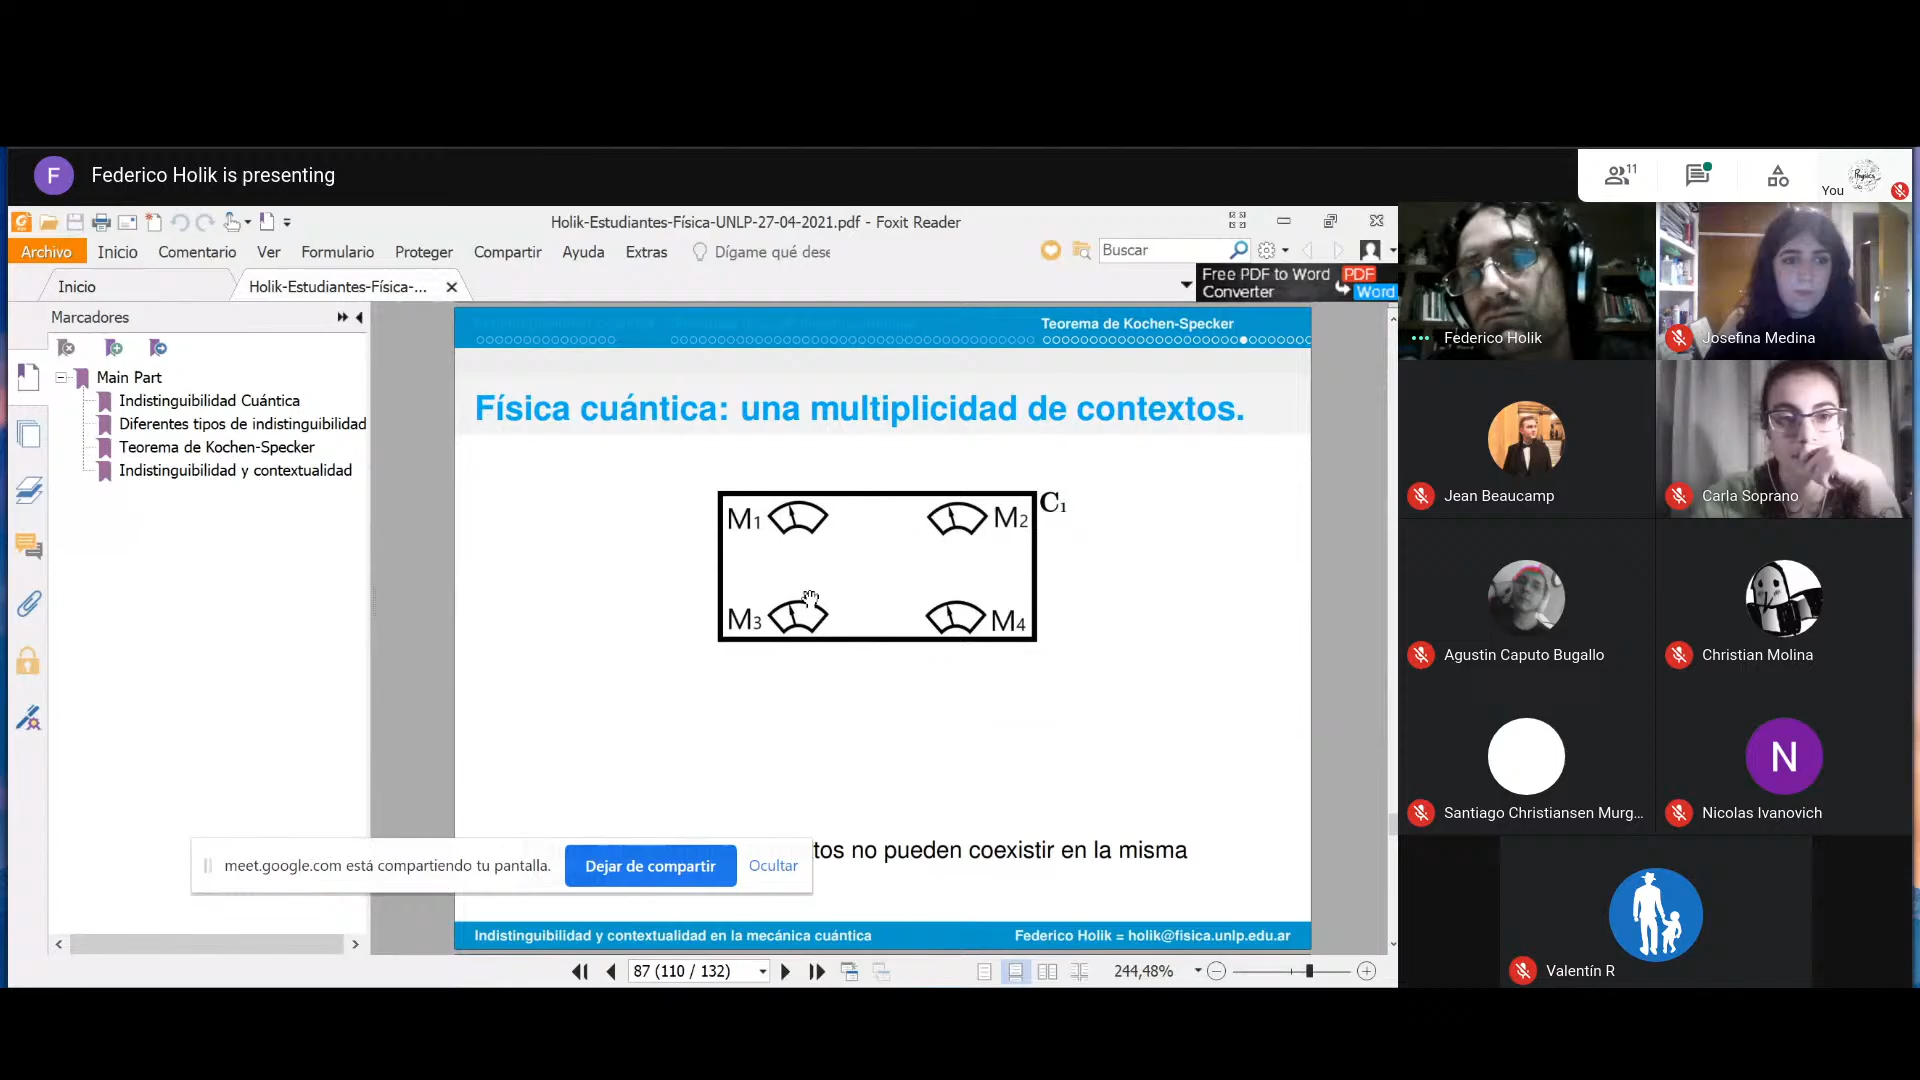 F
Federico Holik is presenting
11
You
Holik-Estudiantes-Física-UNLP-27-04-2021.pdf - Foxit Reader
Archivo
Inicio
Comentario
Ver
Formulario
Proteger
Compartir
Ayuda
Extras
Dígame qué dese
Buscar
Inicio
Holik-Estudiantes-Física-...
Free PDF to Word
Converter
PDF
Word
Marcadores
Main Part
Indistinguibilidad Cuántica
Diferentes tipos de indistinguibilidad
Teorema de Kochen-Specker
Indistinguibilidad y contextualidad
Teorema de Kochen-Specker
Física cuántica: una multiplicidad de contextos.
M1
M2
C1
M3
M4
tos no pueden coexistir en la misma
meet.google.com está compartiendo tu pantalla.
Dejar de compartir
Ocultar
Indistinguibilidad y contextualidad en la mecánica cuántica
Federico Holik = holik@fisica.unlp.edu.ar
87 (110 / 132)
244,48%
Federico Holik
Josefina Medina
Jean Beaucamp
Carla Soprano
Agustin Caputo Bugallo
Christian Molina
Santiago Christiansen Murg...
N
Nicolas Ivanovich
Valentín R